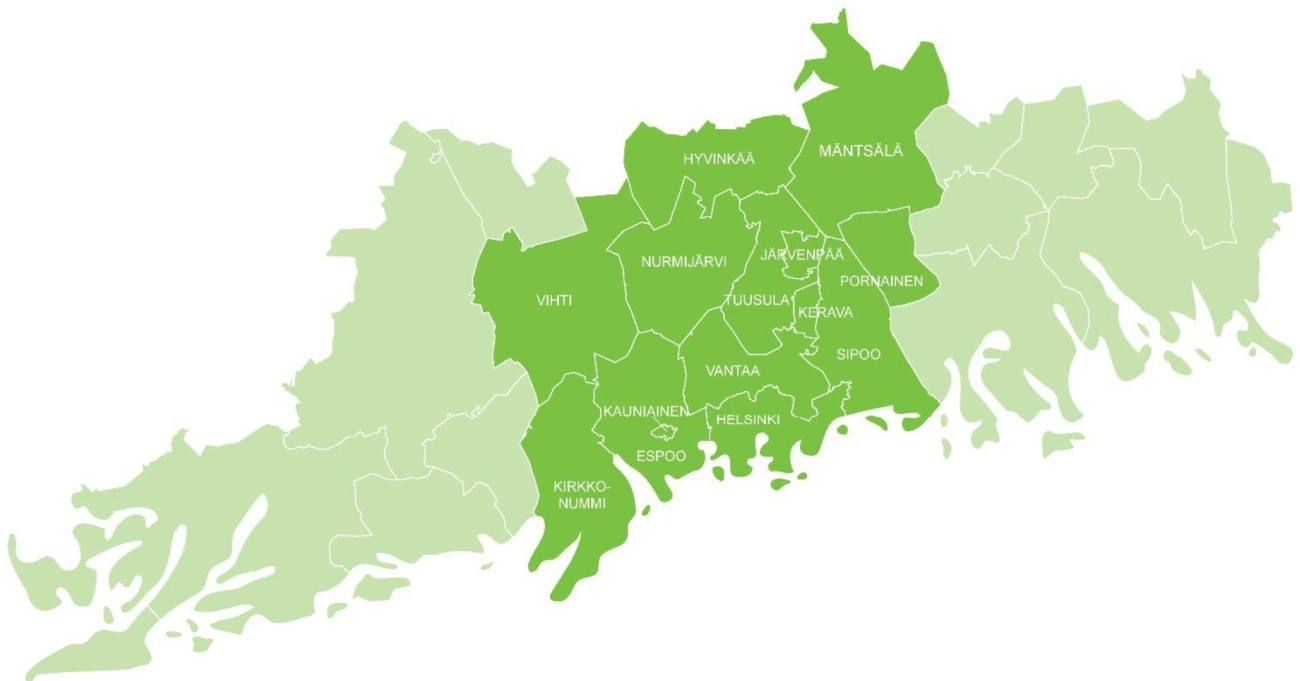 MÄNTSÄLÄ
HYVINKÄÄ
JÄRVENPÄÄ
NURMIJÄRVI
PORNAINEN
VIHTI
TUUSULA
KERAVA
SIPOO
VANTAA
KAUNIAINEN
HELSINKI
ESPOO
KIRKKO-
NUMMI